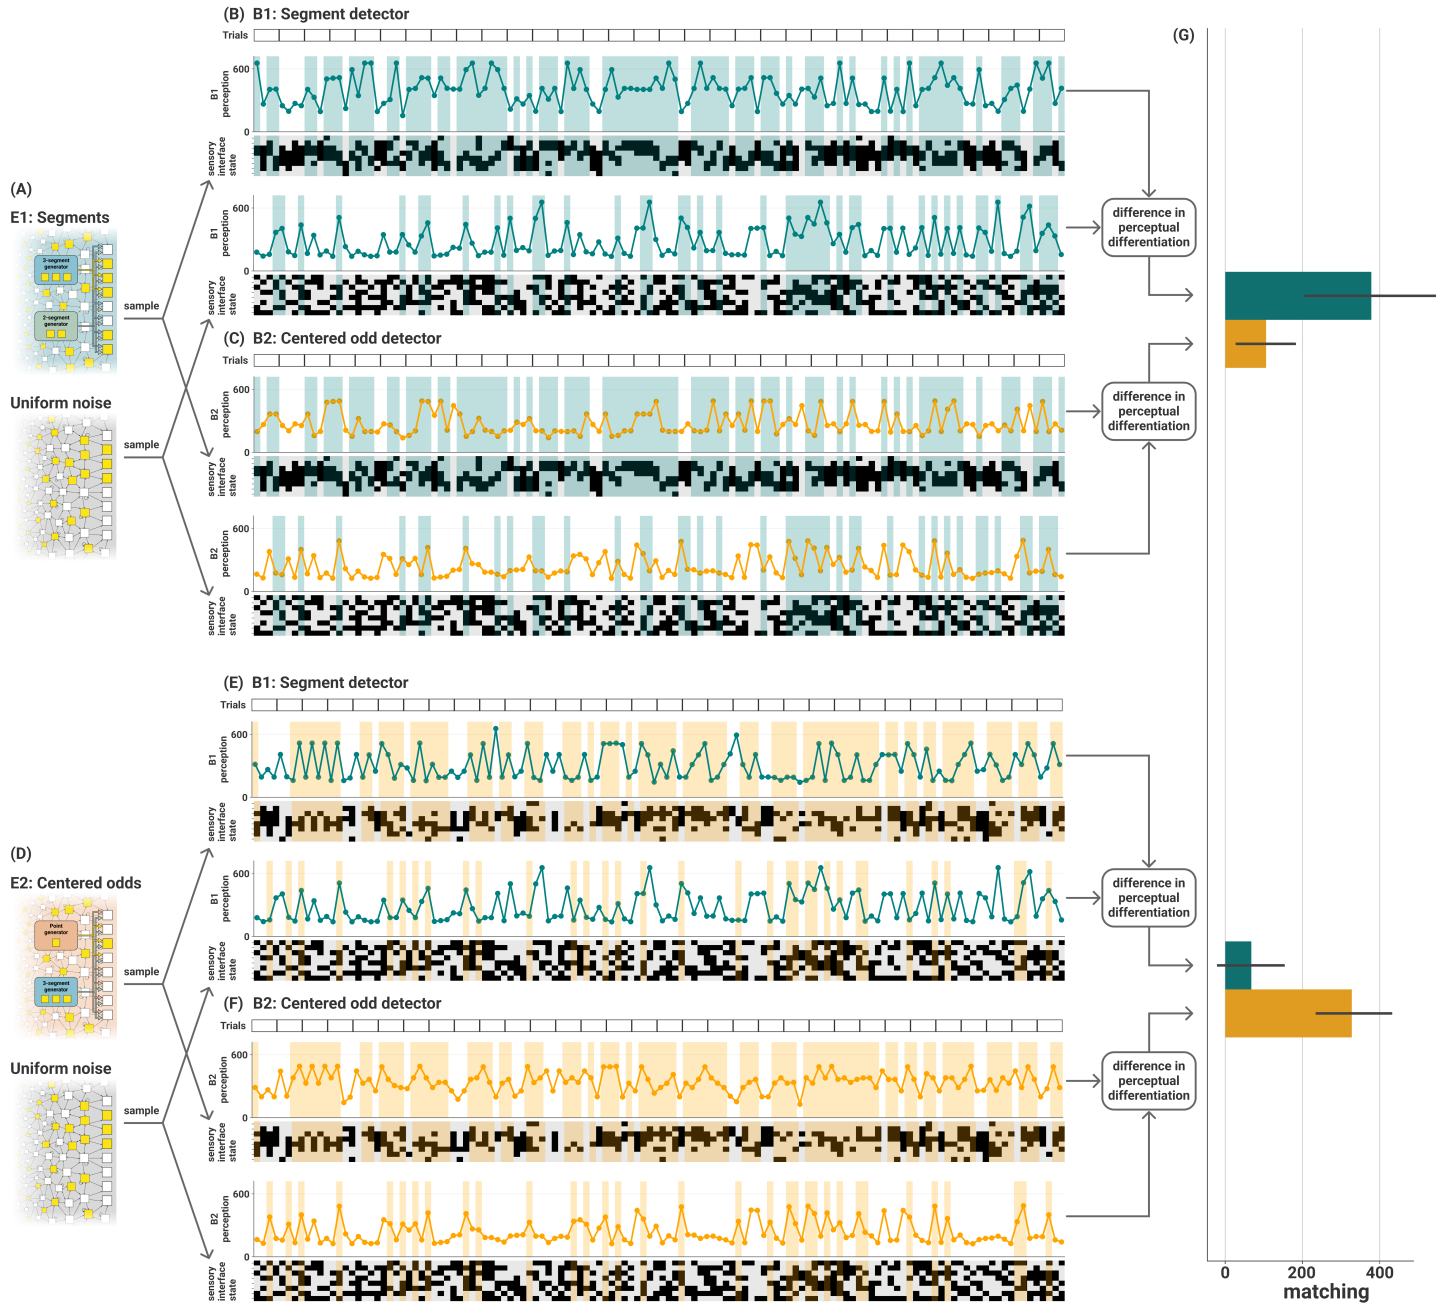 (B) B1: Segment detector
(G)
Trials
600
B1
perception
0
sensory
interface
state
(A)
E1: Segments
3-segment
generator
2-segment
generator
sample
600
B1
perception
0
sensory
interface
state
difference in
perceptual
differentiation
(C) B2: Centered odd detector
Trials
600
B2
perception
0
sensory
interface
state
Uniform noise
sample
600
B2
perception
0
sensory
interface
state
difference in
perceptual
differentiation
(E) B1: Segment detector
Trials
600
B1
perception
0
sensory
interface
state
(D)
E2: Centered odds
Point
generator
3-segment
generator
sample
600
B1
perception
0
sensory
interface
state
difference in
perceptual
differentiation
(F) B2: Centered odd detector
Trials
600
B2
perception
0
sensory
interface
state
Uniform noise
sample
600
B2
perception
0
sensory
interface
state
difference in
perceptual
differentiation
0 200 400
matching